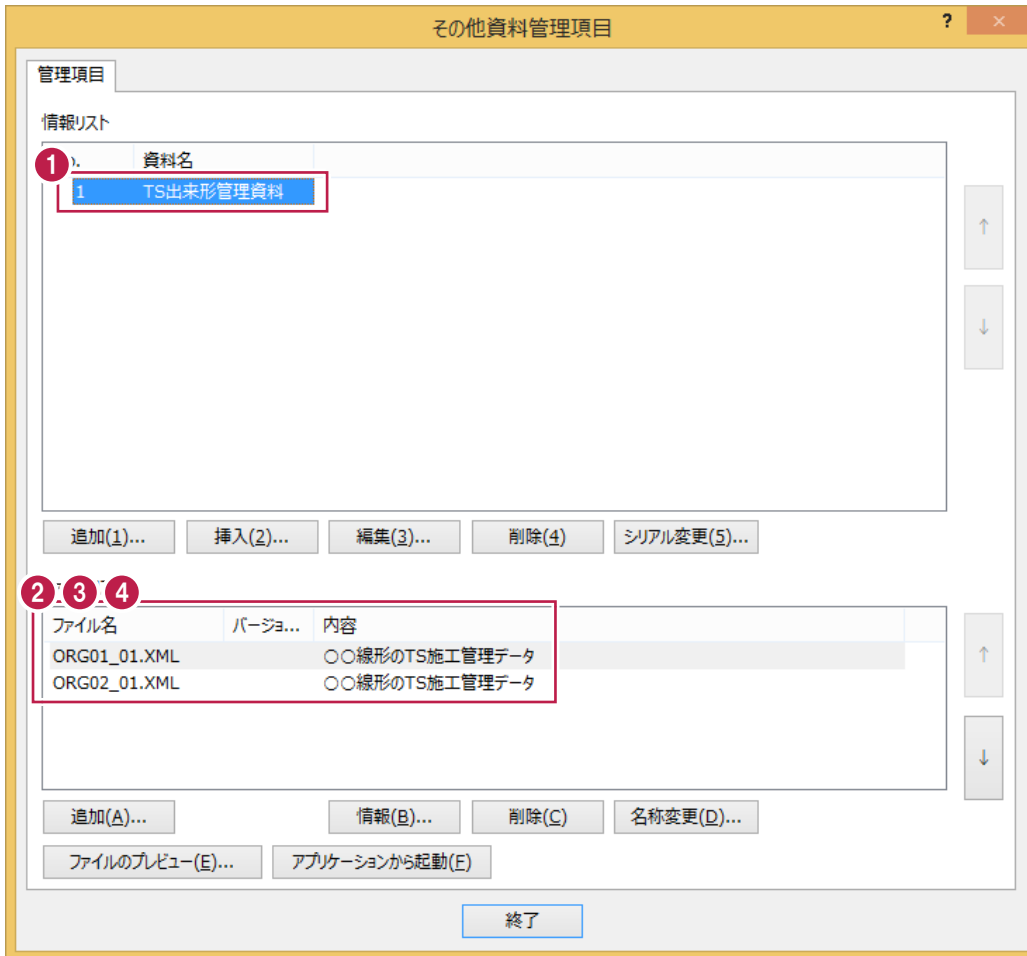 その他資料管理項目 ? ×
管理項目
情報リスト
1 資料名
1 TS出来形管理資料
↑
↓
追加(1)... 挿入(2)... 編集(3)... 削除(4) シリアル変更(5)...
2 3 4
ファイル名 バージョ... 内容
ORG01_01.XML 〇〇線形のTS施工管理データ
ORG02_01.XML 〇〇線形のTS施工管理データ
↑
↓
追加(A)... 情報(B)... 削除(C) 名称変更(D)...
ファイルのプレビュー(E)... アプリケーションから起動(F)
終了